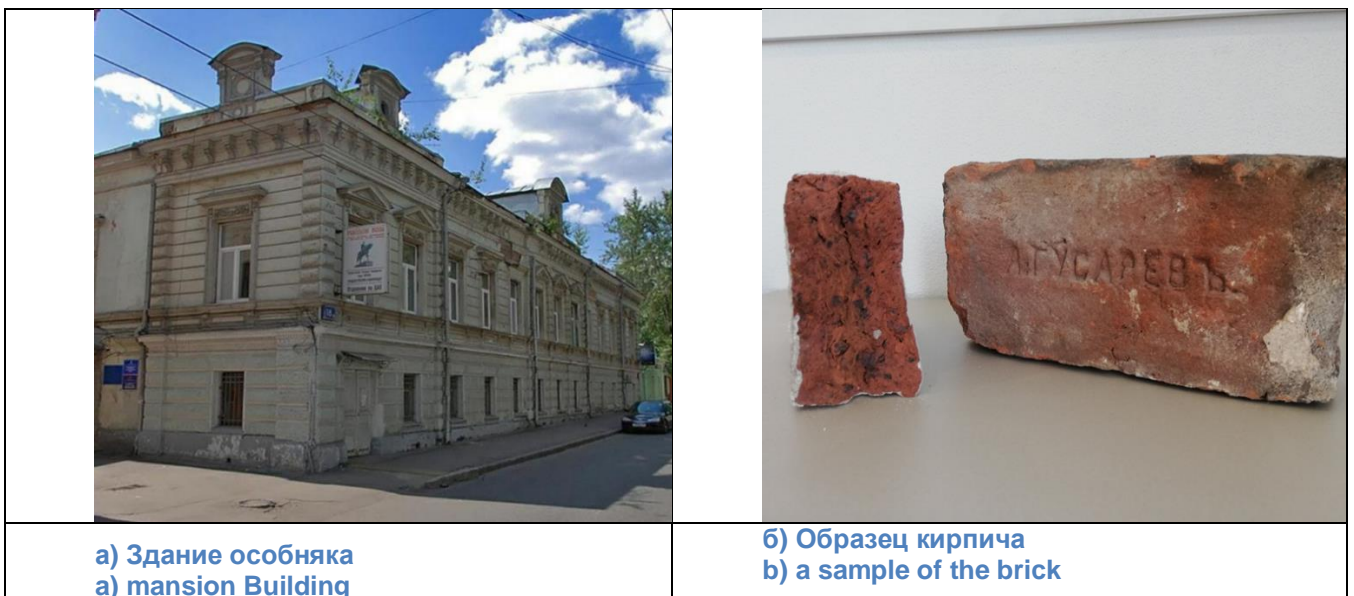 А.ГУСАРЕВЪ.
а) Здание особняка
a) mansion Building
б) Образец кирпича
b) a sample of the brick